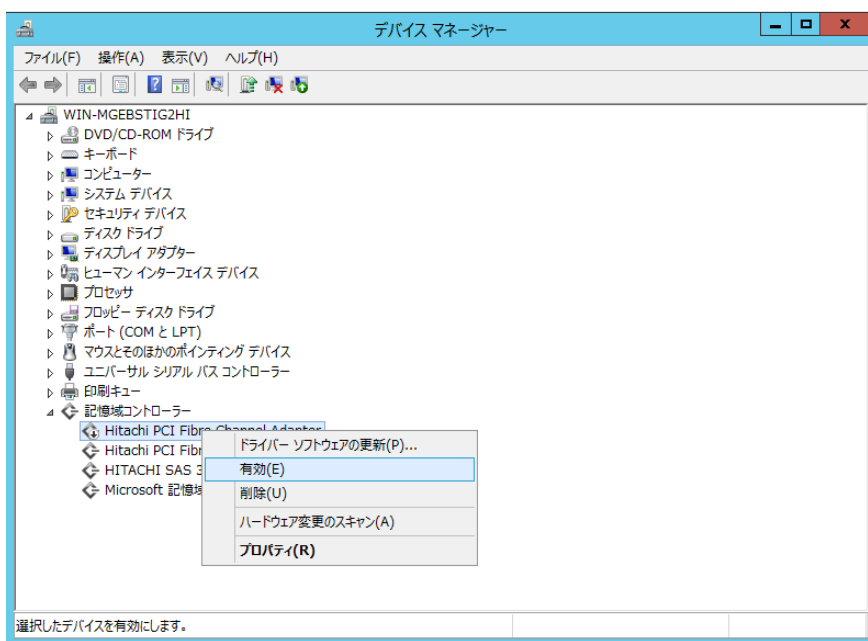 デバイス マネージャー
ファイル(F) 操作(A) 表示(V) ヘルプ(H)
WIN-MGEBSTIG2HI
DVD/CD-ROM ドライブ
キーボード
コンピューター
システム デバイス
セキュリティ デバイス
ディスク ドライブ
ディスプレイ アダプター
ヒューマン インターフェイス デバイス
プロセッサ
フロッピー ディスク ドライブ
ポート (COM と LPT)
マウスとそのほかのポインティング デバイス
ユニバーサル シリアル バス コントローラー
印刷キュー
記憶域コントローラー
Hitachi PCI Fibre Channel Adapter
Hitachi PCI Fibr
HITACHI SAS 3
Microsoft 記憶域
ドライバー ソフトウェアの更新(P)...
有効(E)
削除(U)
ハードウェア変更のスキャン(A)
プロパティ(R)
選択したデバイスを有効にします。